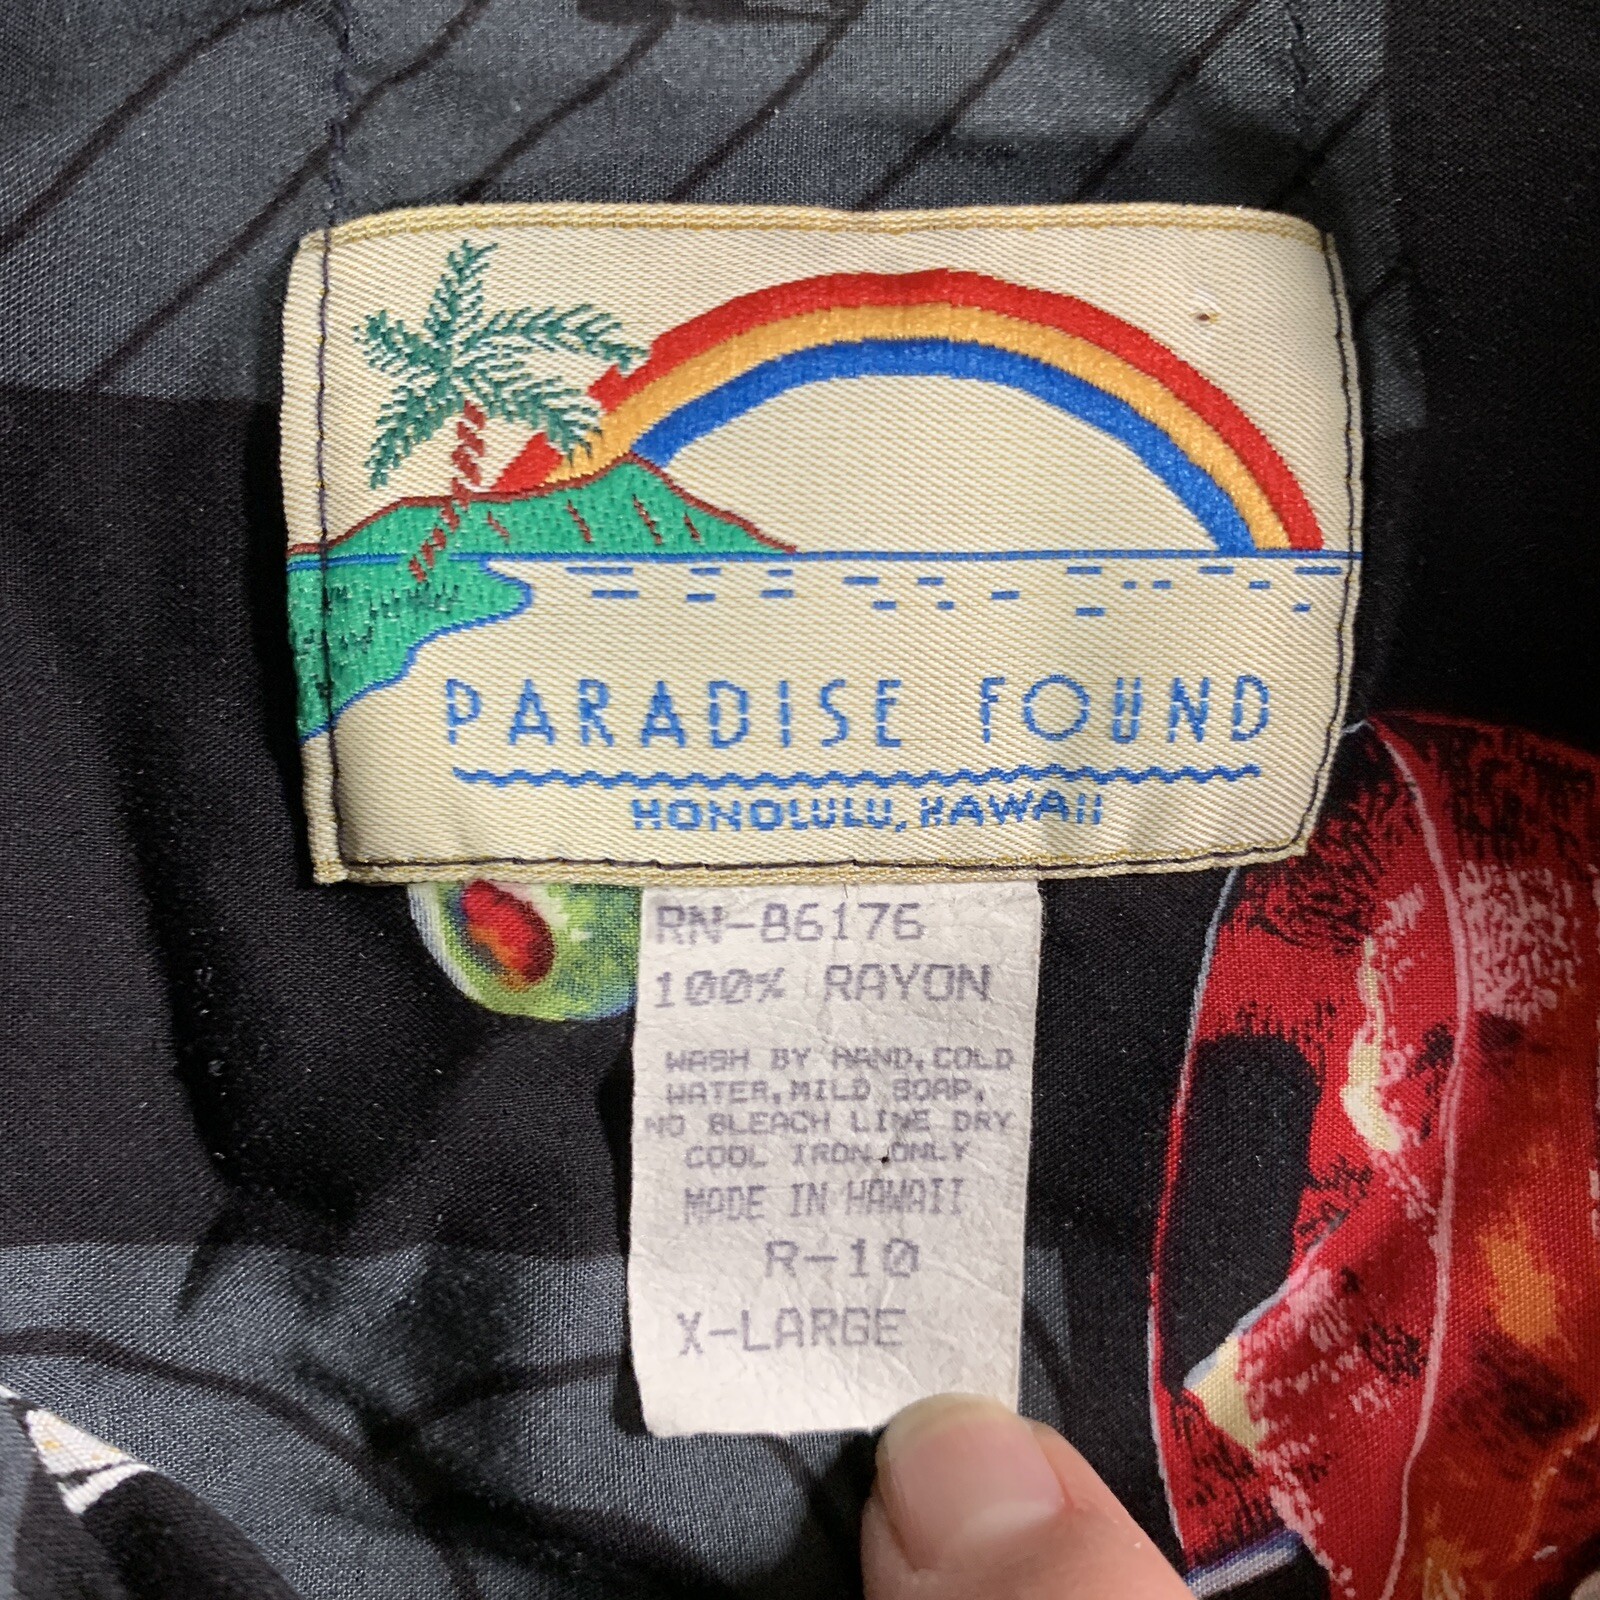 PARADISE FOUND
HONOLULU, HAWAII
RN-86176
100% RAYON
WASH BY HAND, COLD
WATER, MILD SOAP,
NO BLEACH LINE DRY
COOL IRON ONLY
MADE IN HAWAII
R-10
X-LARGE